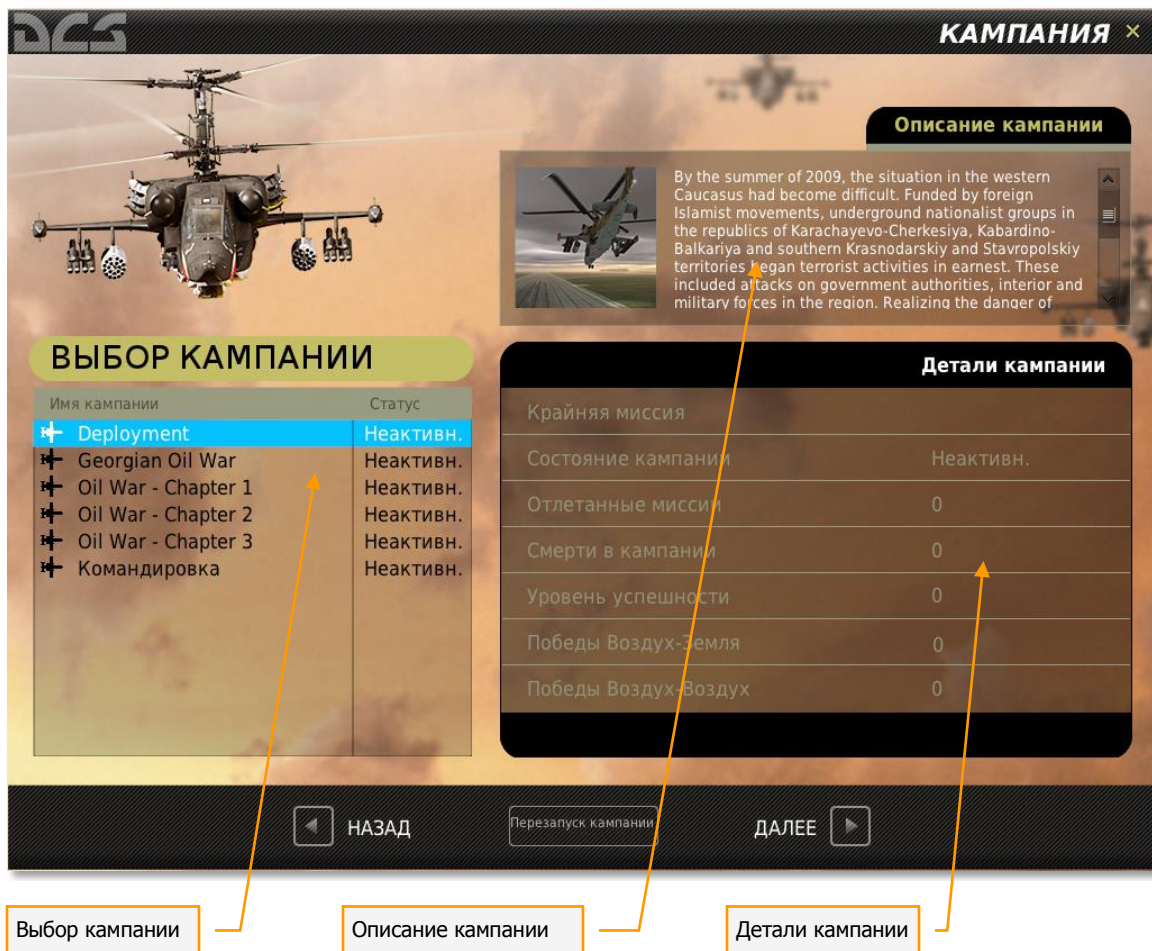 DCS
КАМПАНИЯ ×
Описание кампании
By the summer of 2009, the situation in the western
Caucasus had become difficult. Funded by foreign
Islamist movements, underground nationalist groups in
the republics of Karachayevo-Cherkesiya, Kabardino-
Balkariya and southern Krasnodarskiy and Stavropolskiy
territories began terrorist activities in earnest. These
included attacks on government authorities, interior and
military forces in the region. Realizing the danger of
ВЫБОР КАМПАНИИ
Имя кампании Статус
Deployment Неактивн.
Georgian Oil War Неактивн.
Oil War - Chapter 1 Неактивн.
Oil War - Chapter 2 Неактивн.
Oil War - Chapter 3 Неактивн.
Командировка Неактивн.
Детали кампании
Крайняя миссия
Состояние кампании Неактивн.
Отлетанные миссии 0
Смерти в кампании 0
Уровень успешности 0
Победы Воздух-Земля 0
Победы Воздух-Воздух 0
НАЗАД
Перезапуск кампании
ДАЛЕЕ
Выбор кампании
Описание кампании
Детали кампании